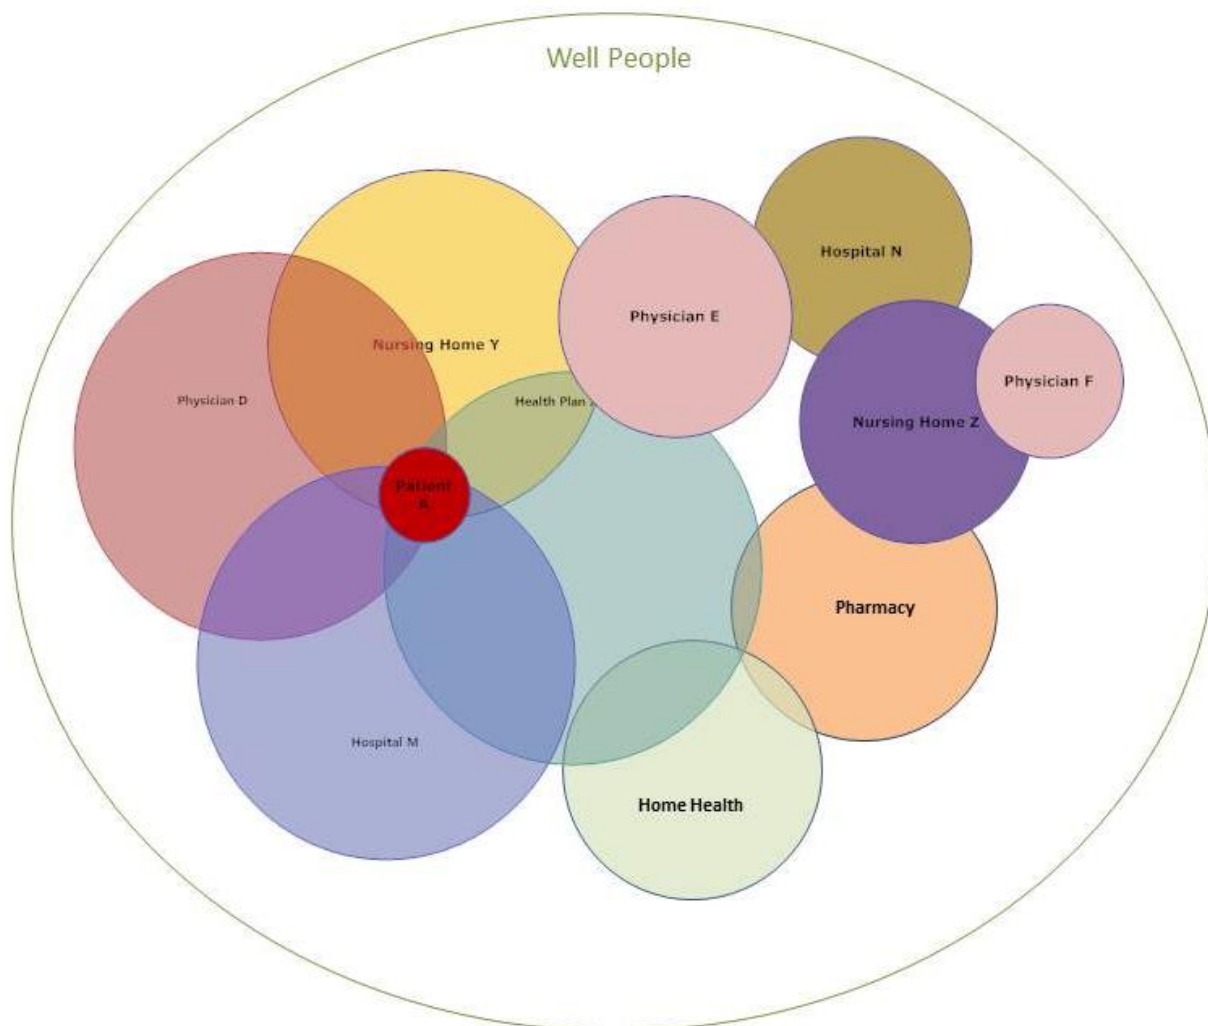 Well People
Hospital N
Physician E
Nursing Home Y
Physician F
Physician D
Health Plan
Nursing Home Z
Patient
A
Pharmacy
Hospital M
Home Health